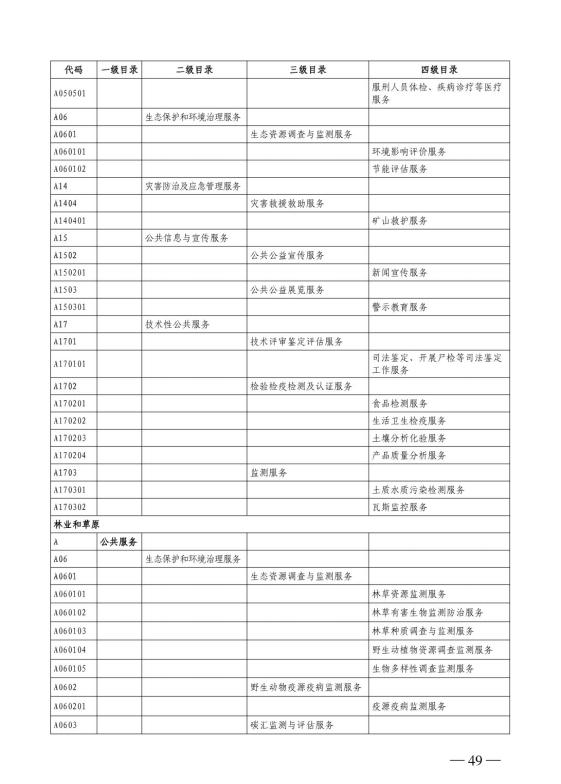 代码 一级目录 二级目录 三级目录 四级目录
A050501 服刑人员体检、疾病诊疗等医疗
服务
A06 生态保护和环境治理服务
A0601 生态资源调查与监测服务
A060101 环境影响评价服务
A060102 节能评估服务
A14 灾害防治及应急管理服务
A1404 灾害救援救助服务
A140401 矿山救护服务
A15 公共信息与宣传服务
A1502 公共公益宣传服务
A150201 新闻宣传服务
A1503 公共公益展览服务
A150301 警示教育服务
A17 技术性公共服务
A1701 技术评审鉴定评估服务
A170101 司法鉴定、开展尸检等司法鉴定
工作服务
A1702 检验检疫检测及认证服务
A170201 食品检测服务
A170202 生活卫生检疫服务
A170203 土壤分析化验服务
A170204 产品质量分析服务
A1703 监测服务
A170301 土质水质污染检测服务
A170302 瓦斯监控服务
林业和草原
A 公共服务
A06 生态保护和环境治理服务
A0601 生态资源调查与监测服务
A060101 林草资源监测服务
A060102 林草有害生物监测防治服务
A060103 林草种质调查与监测服务
A060104 野生动植物资源调查监测服务
A060105 生物多样性调查监测服务
A0602 野生动物疫源疫病监测服务
A060201 疫源疫病监测服务
A0603 碳汇监测与评估服务
— 49 —